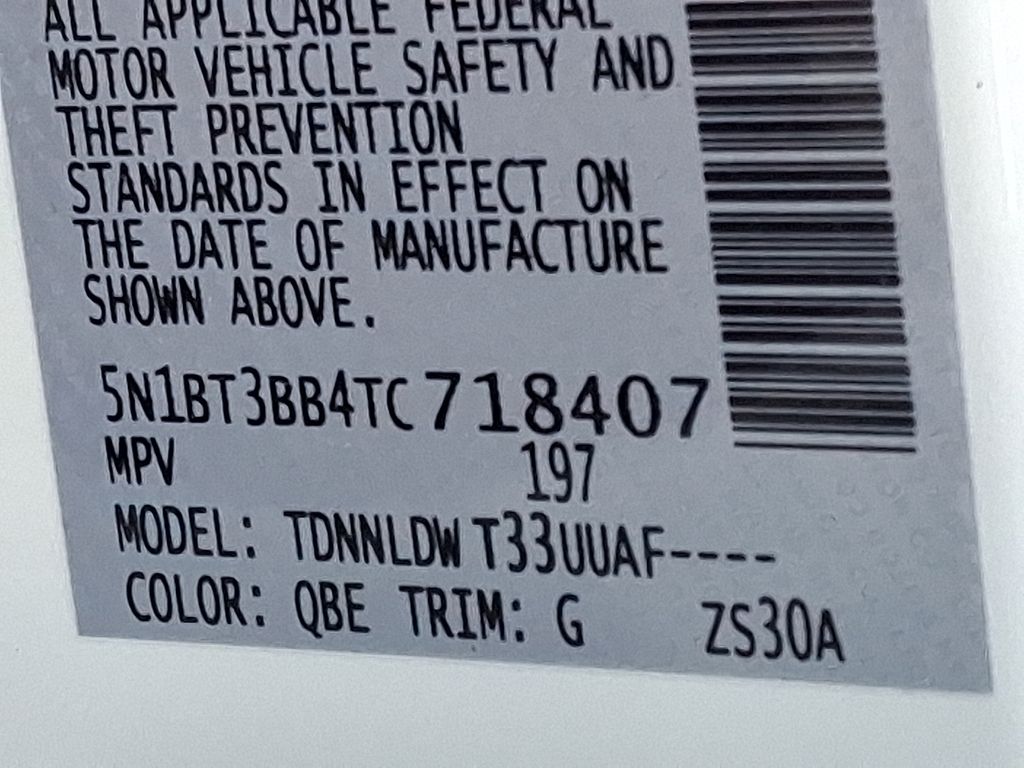 ALL APPLICABLE FEDERAL
MOTOR VEHICLE SAFETY AND
THEFT PREVENTION
STANDARDS IN EFFECT ON
THE DATE OF MANUFACTURE
SHOWN ABOVE.
5N1BT3BB4TC718407
MPV 197
MODEL: TDNNLDW T33UUAF----
COLOR: QBE TRIM: G ZS30A